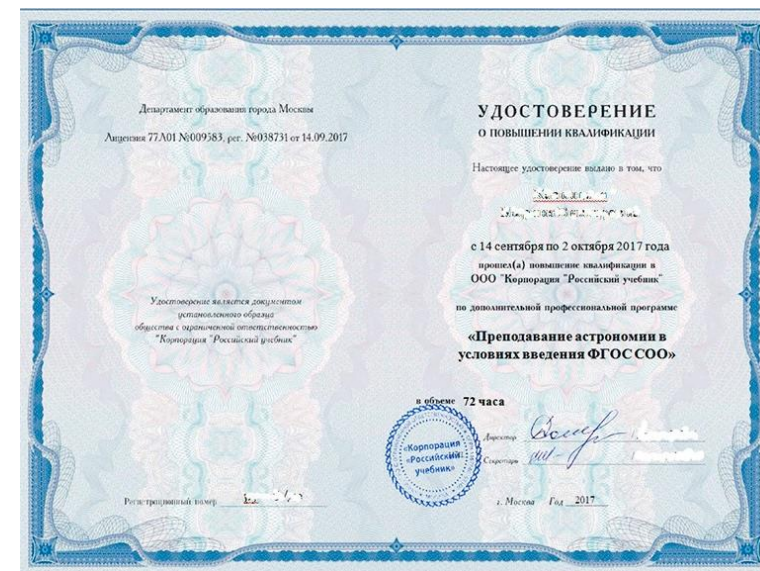 Департамент образования города Москвы
Лицензия 77Л01 №009583, рег. №038731 от 14.09.2017
Удостоверение является документом
установленного образца
общества с ограниченной ответственностью
"Корпорация "Российский учебник"
Регистрационный номер
УДОСТОВЕРЕНИЕ
О ПОВЫШЕНИИ КВАЛИФИКАЦИИ
Настоящее удостоверение выдано в том, что
с 14 сентября по 2 октября 2017 года
прошел(а) повышение квалификации в
ООО "Корпорация "Российский учебник"
по дополнительной профессиональной программе
«Преподавание астрономии в
условиях введения ФГОС СОО»
в объеме 72 часа
«Корпорация
«Российский
учебник»
Директор
Секретарь
г. Москва Год 2017